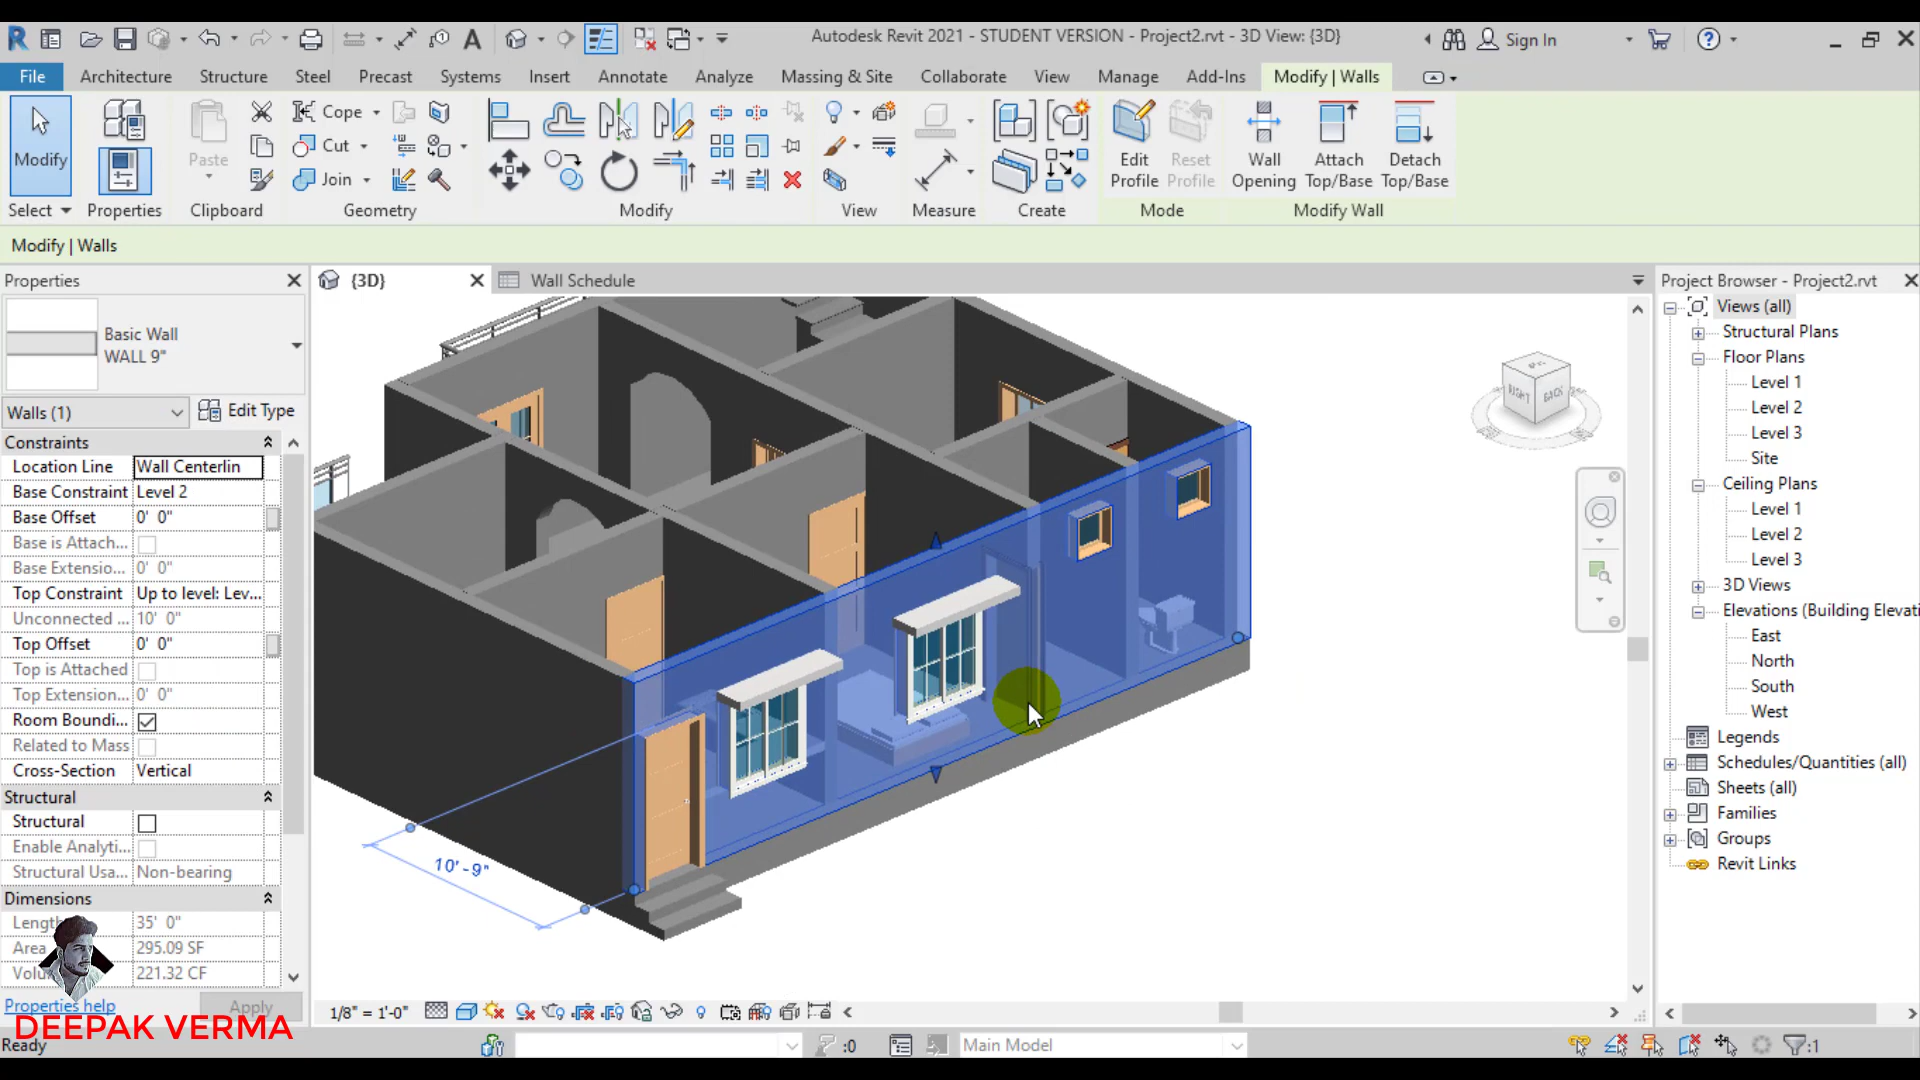 Autodesk Revit 2021 - STUDENT VERSION - Project2.rvt - 3D View: {3D}
Sign In
File
Architecture
Structure
Steel
Precast
Systems
Insert
Annotate
Analyze
Massing & Site
Collaborate
View
Manage
Add-Ins
Modify | Walls
Modify
Paste
Cope
Cut
Join
Edit Profile
Reset Profile
Wall Opening
Attach Top/Base
Detach Top/Base
Select
Properties
Clipboard
Geometry
Modify
View
Measure
Create
Mode
Modify Wall
Modify | Walls
Properties
{3D}
Wall Schedule
Project Browser - Project2.rvt
Basic Wall
WALL 9"
Walls (1)
Edit Type
Constraints
Location Line Wall Centerlin
Base Constraint Level 2
Base Offset 0' 0"
Base is Attach...
Base Extensio... 0' 0"
Top Constraint Up to level: Lev...
Unconnected ... 10' 0"
Top Offset 0' 0"
Top is Attached
Top Extension... 0' 0"
Room Boundi...
Related to Mass
Cross-Section Vertical
Structural
Structural
Enable Analyti...
Structural Usa... Non-bearing
Dimensions
Length 35' 0"
Area 295.09 SF
Volu 221.32 CF
Properties help
Apply
DEEPAK VERMA
10' - 9"
RIGHT
BACK
Views (all)
Structural Plans
Floor Plans
Level 1
Level 2
Level 3
Site
Ceiling Plans
Level 1
Level 2
Level 3
3D Views
Elevations (Building Elevati
East
North
South
West
Legends
Schedules/Quantities (all)
Sheets (all)
Families
Groups
Revit Links
1/8" = 1'-0"
Ready
:0
Main Model
:1